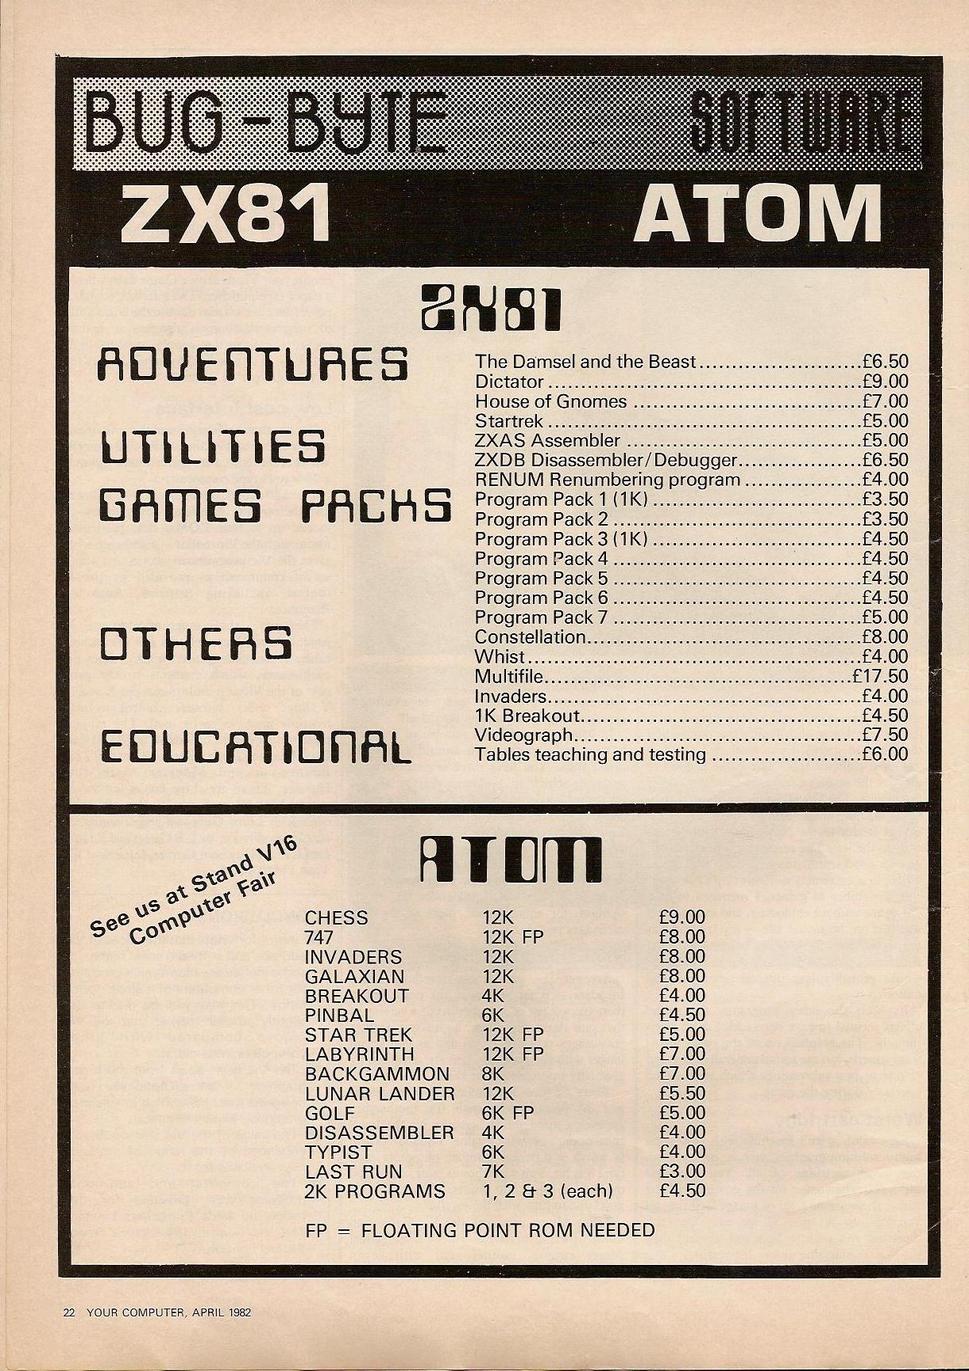 BUG-BYTE SOFTWARE
ZX81 ATOM
ZX81
ADVENTURES
The Damsel and the Beast........................£6.50
Dictator........................................£9.00
House of Gnomes.............................£7.00
Startrek........................................£5.00
UTILITIES
ZXAS Assembler..............................£5.00
ZXDB Disassembler/Debugger................£6.50
RENUM Renumbering program...............£4.00
GAMES PACKS
Program Pack 1 (1K)...........................£3.50
Program Pack 2................................£3.50
Program Pack 3 (1K)...........................£4.50
Program Pack 4................................£4.50
Program Pack 5................................£4.50
Program Pack 6................................£4.50
Program Pack 7................................£5.00
OTHERS
Constellation...................................£8.00
Whist...........................................£4.00
Multifile.......................................£17.50
Invaders........................................£4.00
1K Breakout....................................£4.50
Videograph.....................................£7.50
EDUCATIONAL
Tables teaching and testing...................£6.00
See us at Stand V16
Computer Fair
ATOM
CHESS 12K £9.00
747 12K FP £8.00
INVADERS 12K £8.00
GALAXIAN 12K £8.00
BREAKOUT 4K £4.00
PINBAL 6K £4.50
STAR TREK 12K FP £5.00
LABYRINTH 12K FP £7.00
BACKGAMMON 8K £7.00
LUNAR LANDER 12K £5.50
GOLF 6K FP £5.00
DISASSEMBLER 4K £4.00
TYPIST 6K £4.00
LAST RUN 7K £3.00
2K PROGRAMS 1, 2 & 3 (each) £4.50
FP = FLOATING POINT ROM NEEDED
22 YOUR COMPUTER, APRIL 1982